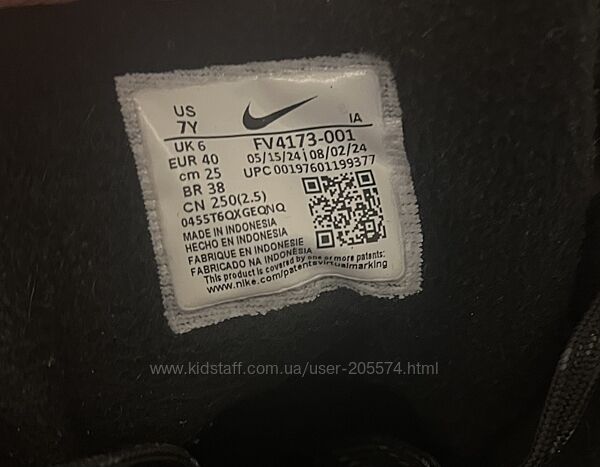 US
7Y
IA
UK 6
FV4173-001
EUR 40
05/15/24 | 08/02/24
cm 25
UPC 00197601199377
BR 38
CN 250(2.5)
0455T6QXGEQNQ
MADE IN INDONESIA
HECHO EN INDONESIA
FABRIQUE EN INDONESIE
FABRICADO NA INDONÉSIA
This product is covered by one or more patents:
www.nike.com/patentsvirtualmarking
www.kidstaff.com.ua/user-205574.html